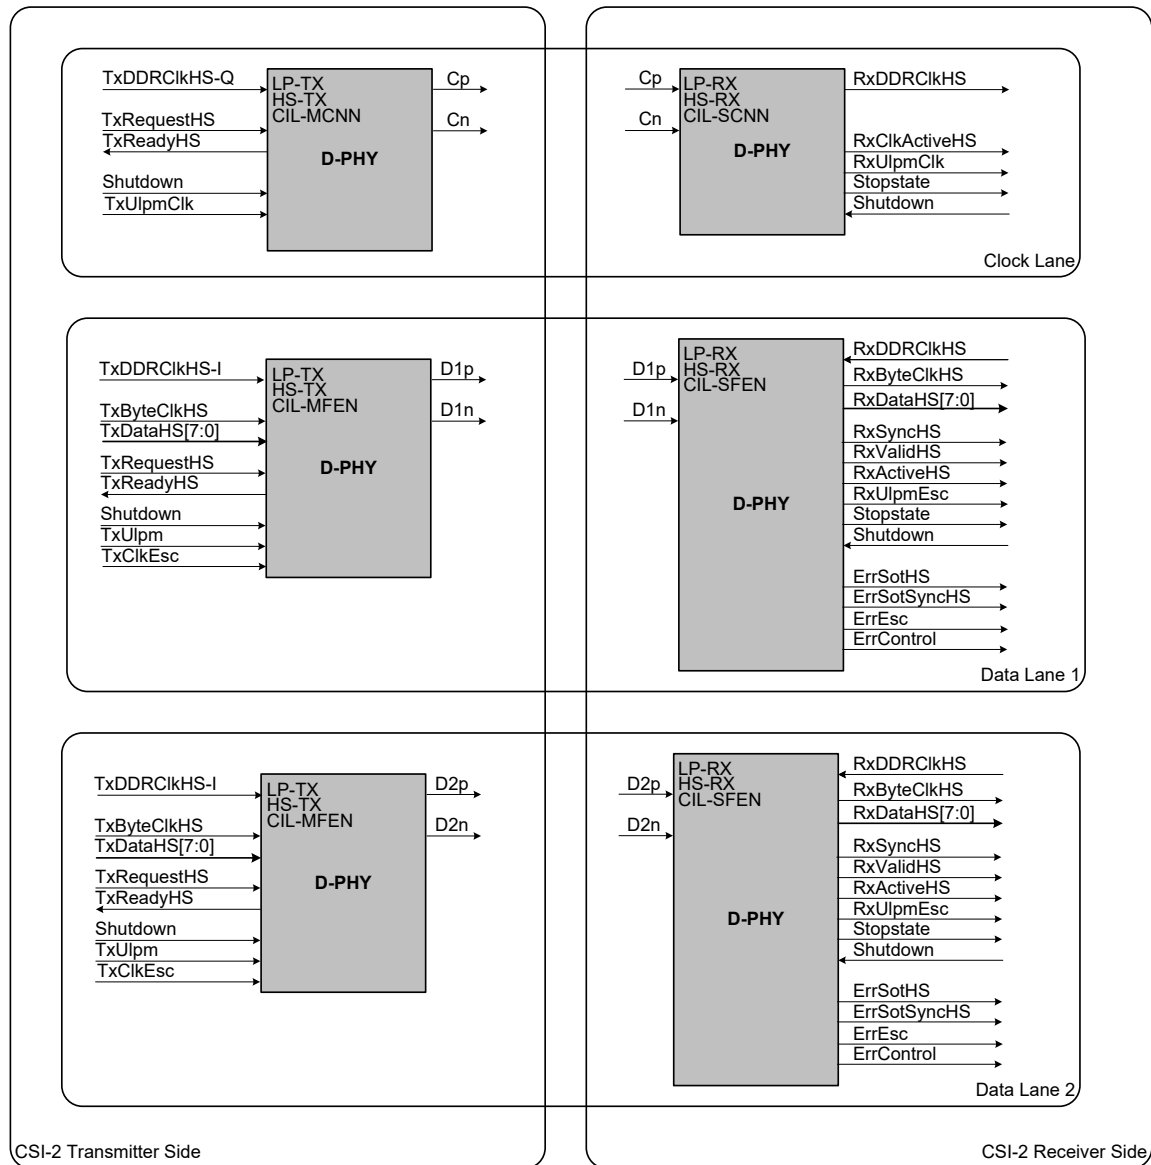 TxDDRClkHS-Q
TxRequestHS
TxReadyHS
Shutdown
TxUlpmClk
LP-TX
HS-TX
CIL-MCNN
D-PHY
Cp
Cn
Cp
Cn
LP-RX
HS-RX
CIL-SCNN
D-PHY
RxDDRClkHS
RxClkActiveHS
RxUlpmClk
Stopstate
Shutdown
Clock Lane
TxDDRClkHS-I
TxByteClkHS
TxDataHS[7:0]
TxRequestHS
TxReadyHS
Shutdown
TxUlpm
TxClkEsc
LP-TX
HS-TX
CIL-MFEN
D-PHY
D1p
D1n
D1p
D1n
LP-RX
HS-RX
CIL-SFEN
D-PHY
RxDDRClkHS
RxByteClkHS
RxDataHS[7:0]
RxSyncHS
RxValidHS
RxActiveHS
RxUlpmEsc
Stopstate
Shutdown
ErrSotHS
ErrSotSyncHS
ErrEsc
ErrControl
Data Lane 1
TxDDRClkHS-I
TxByteClkHS
TxDataHS[7:0]
TxRequestHS
TxReadyHS
Shutdown
TxUlpm
TxClkEsc
LP-TX
HS-TX
CIL-MFEN
D-PHY
D2p
D2n
D2p
D2n
LP-RX
HS-RX
CIL-SFEN
D-PHY
RxDDRClkHS
RxByteClkHS
RxDataHS[7:0]
RxSyncHS
RxValidHS
RxActiveHS
RxUlpmEsc
Stopstate
Shutdown
ErrSotHS
ErrSotSyncHS
ErrEsc
ErrControl
Data Lane 2
CSI-2 Transmitter Side
CSI-2 Receiver Side